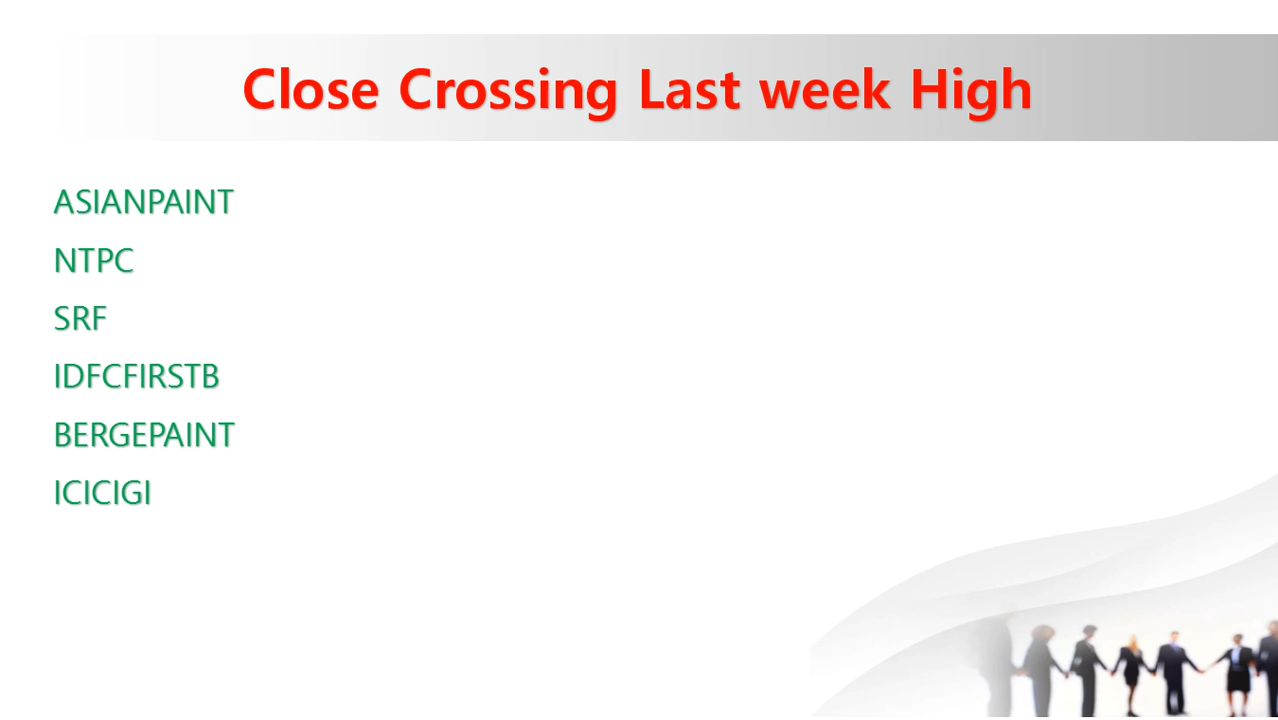 Close Crossing Last week High
ASIANPAINT
NTPC
SRF
IDFCFIRSTB
BERGEPAINT
ICICIGI